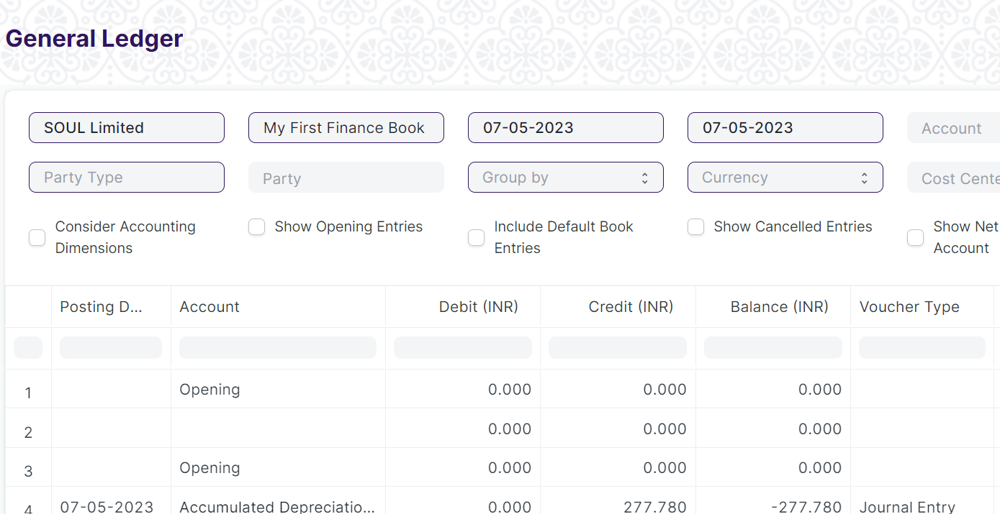 General Ledger
SOUL Limited My First Finance Book 07-05-2023 07-05-2023 Account
Party Type Party Group by Currency Cost Cente
Consider Accounting Dimensions Show Opening Entries Include Default Book Entries Show Cancelled Entries Show Net Account
Posting D... Account Debit (INR) Credit (INR) Balance (INR) Voucher Type
1 Opening 0.000 0.000 0.000
2 0.000 0.000 0.000
3 Opening 0.000 0.000 0.000
4 07-05-2023 Accumulated Depreciatio... 0.000 277.780 -277.780 Journal Entry